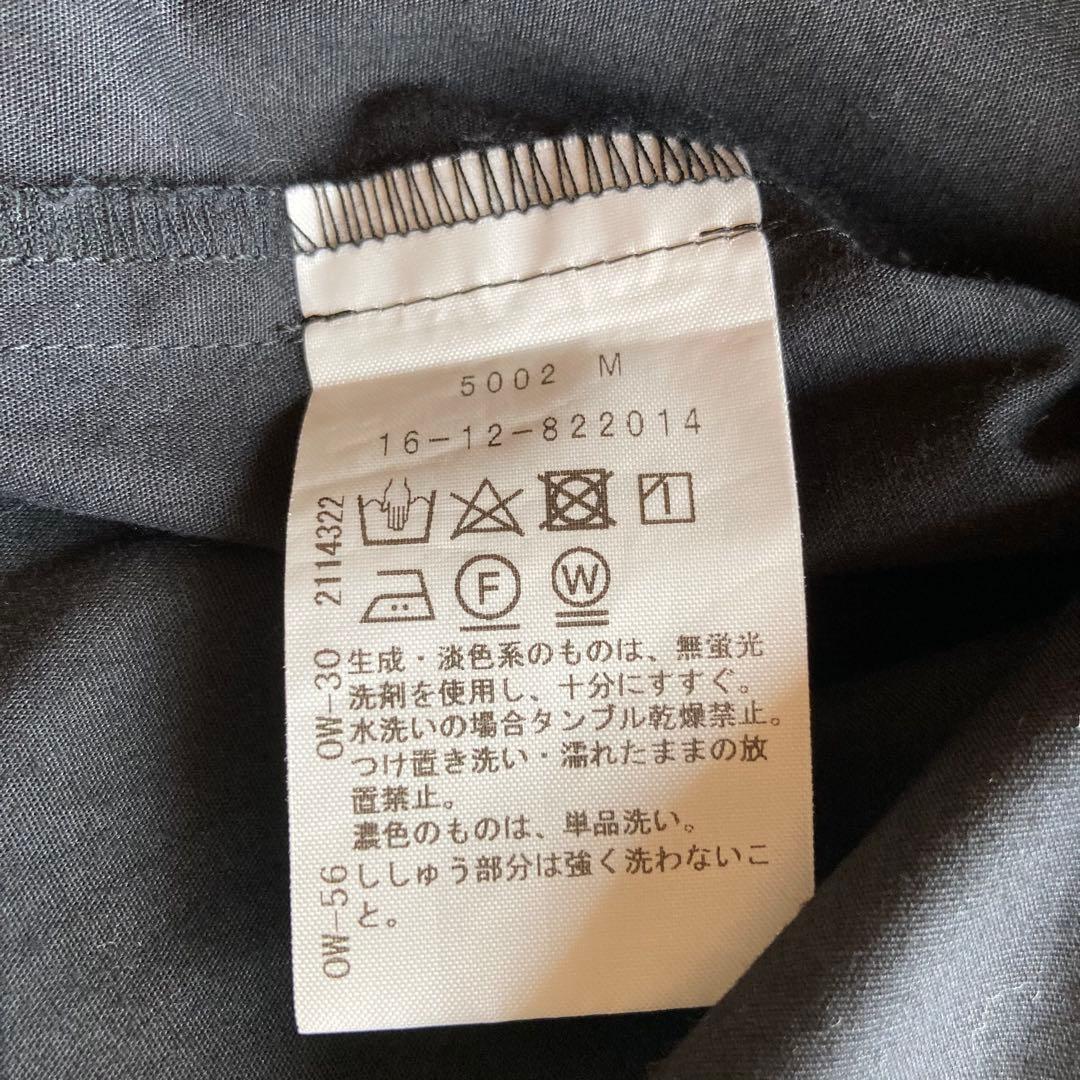 5002 M
16-12-822014
F W
生成・淡色系のものは、無蛍光
洗剤を使用し、十分にすすぐ。
水洗いの場合タンブル乾燥禁止。
つけ置き洗い・濡れたままの放
置禁止。
濃色のものは、単品洗い。
ししゅう部分は強く洗わないこ
と。
OW-56 OW-30 2114322